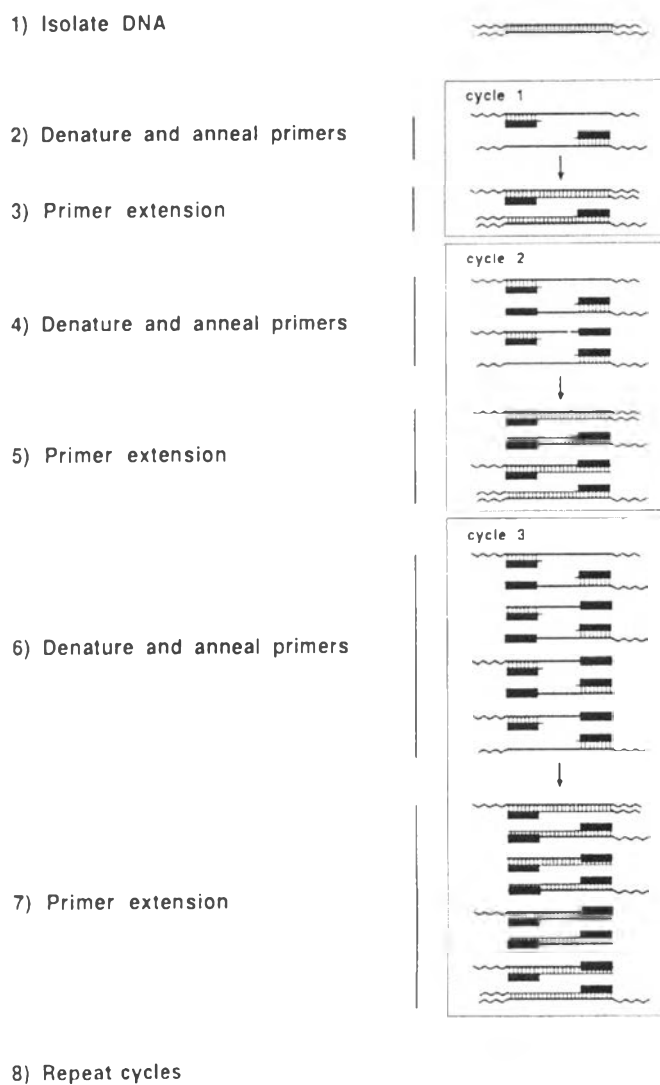 1) Isolate DNA
cycle 1
2) Denature and anneal primers
3) Primer extension
cycle 2
4) Denature and anneal primers
5) Primer extension
cycle 3
6) Denature and anneal primers
7) Primer extension
8) Repeat cycles